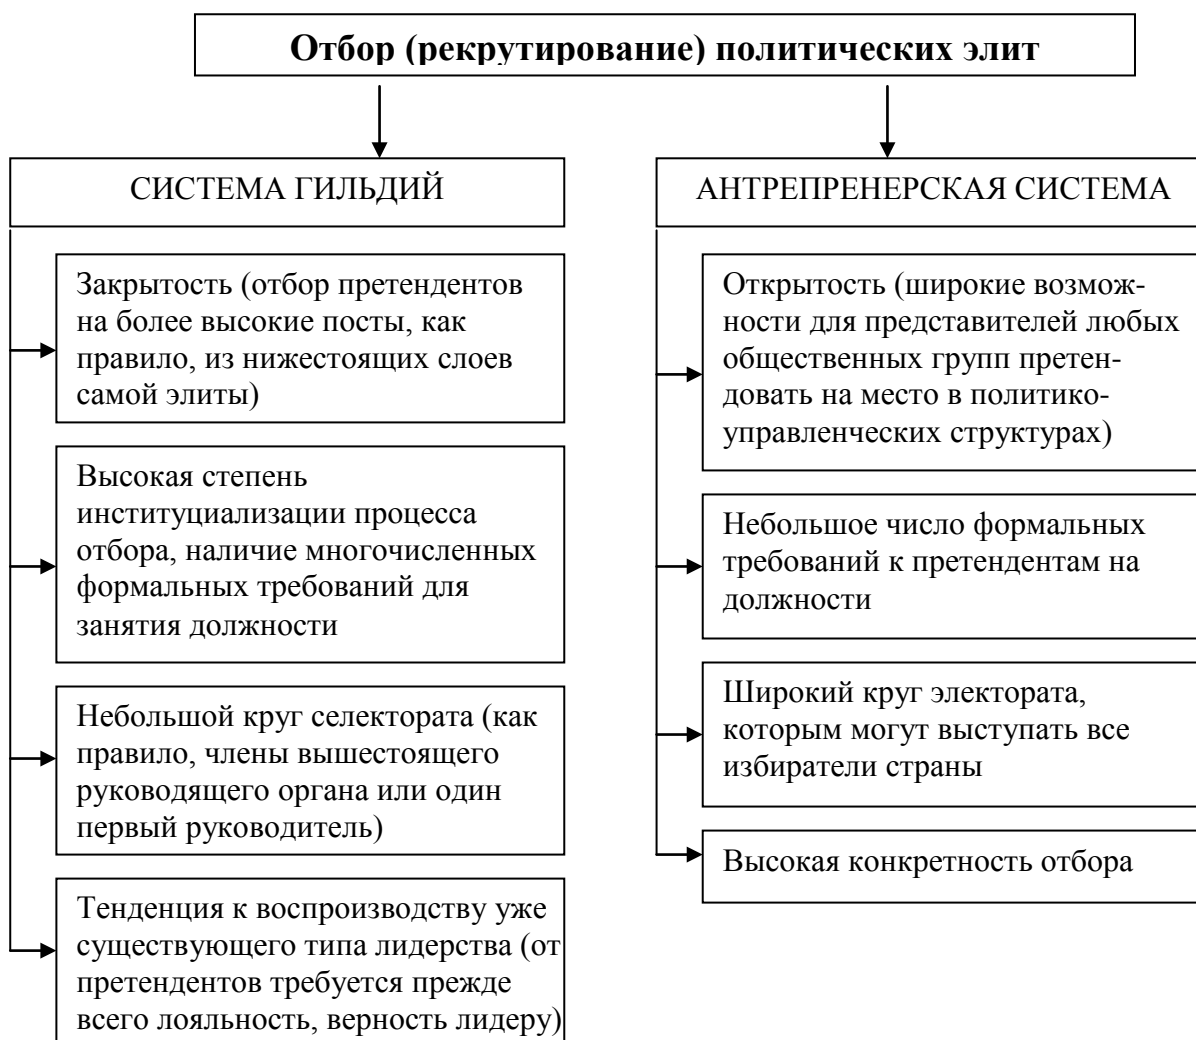 Отбор (рекрутирование) политических элит
СИСТЕМА ГИЛЬДИЙ
Закрытость (отбор претендентов
на более высокие посты, как
правило, из нижестоящих слоев
самой элиты)
Высокая степень
институциализации процесса
отбора, наличие многочисленных
формальных требований для
занятия должности
Небольшой круг селектората (как
правило, члены вышестоящего
руководящего органа или один
первый руководитель)
Тенденция к воспроизводству уже
существующего типа лидерства (от
претендентов требуется прежде
всего лояльность, верность лидеру)
АНТРЕПРЕНЕРСКАЯ СИСТЕМА
Открытость (широкие возмож-
ности для представителей любых
общественных групп претен-
довать на место в политико-
управленческих структурах)
Небольшое число формальных
требований к претендентам на
должности
Широкий круг электората,
которым могут выступать все
избиратели страны
Высокая конкретность отбора